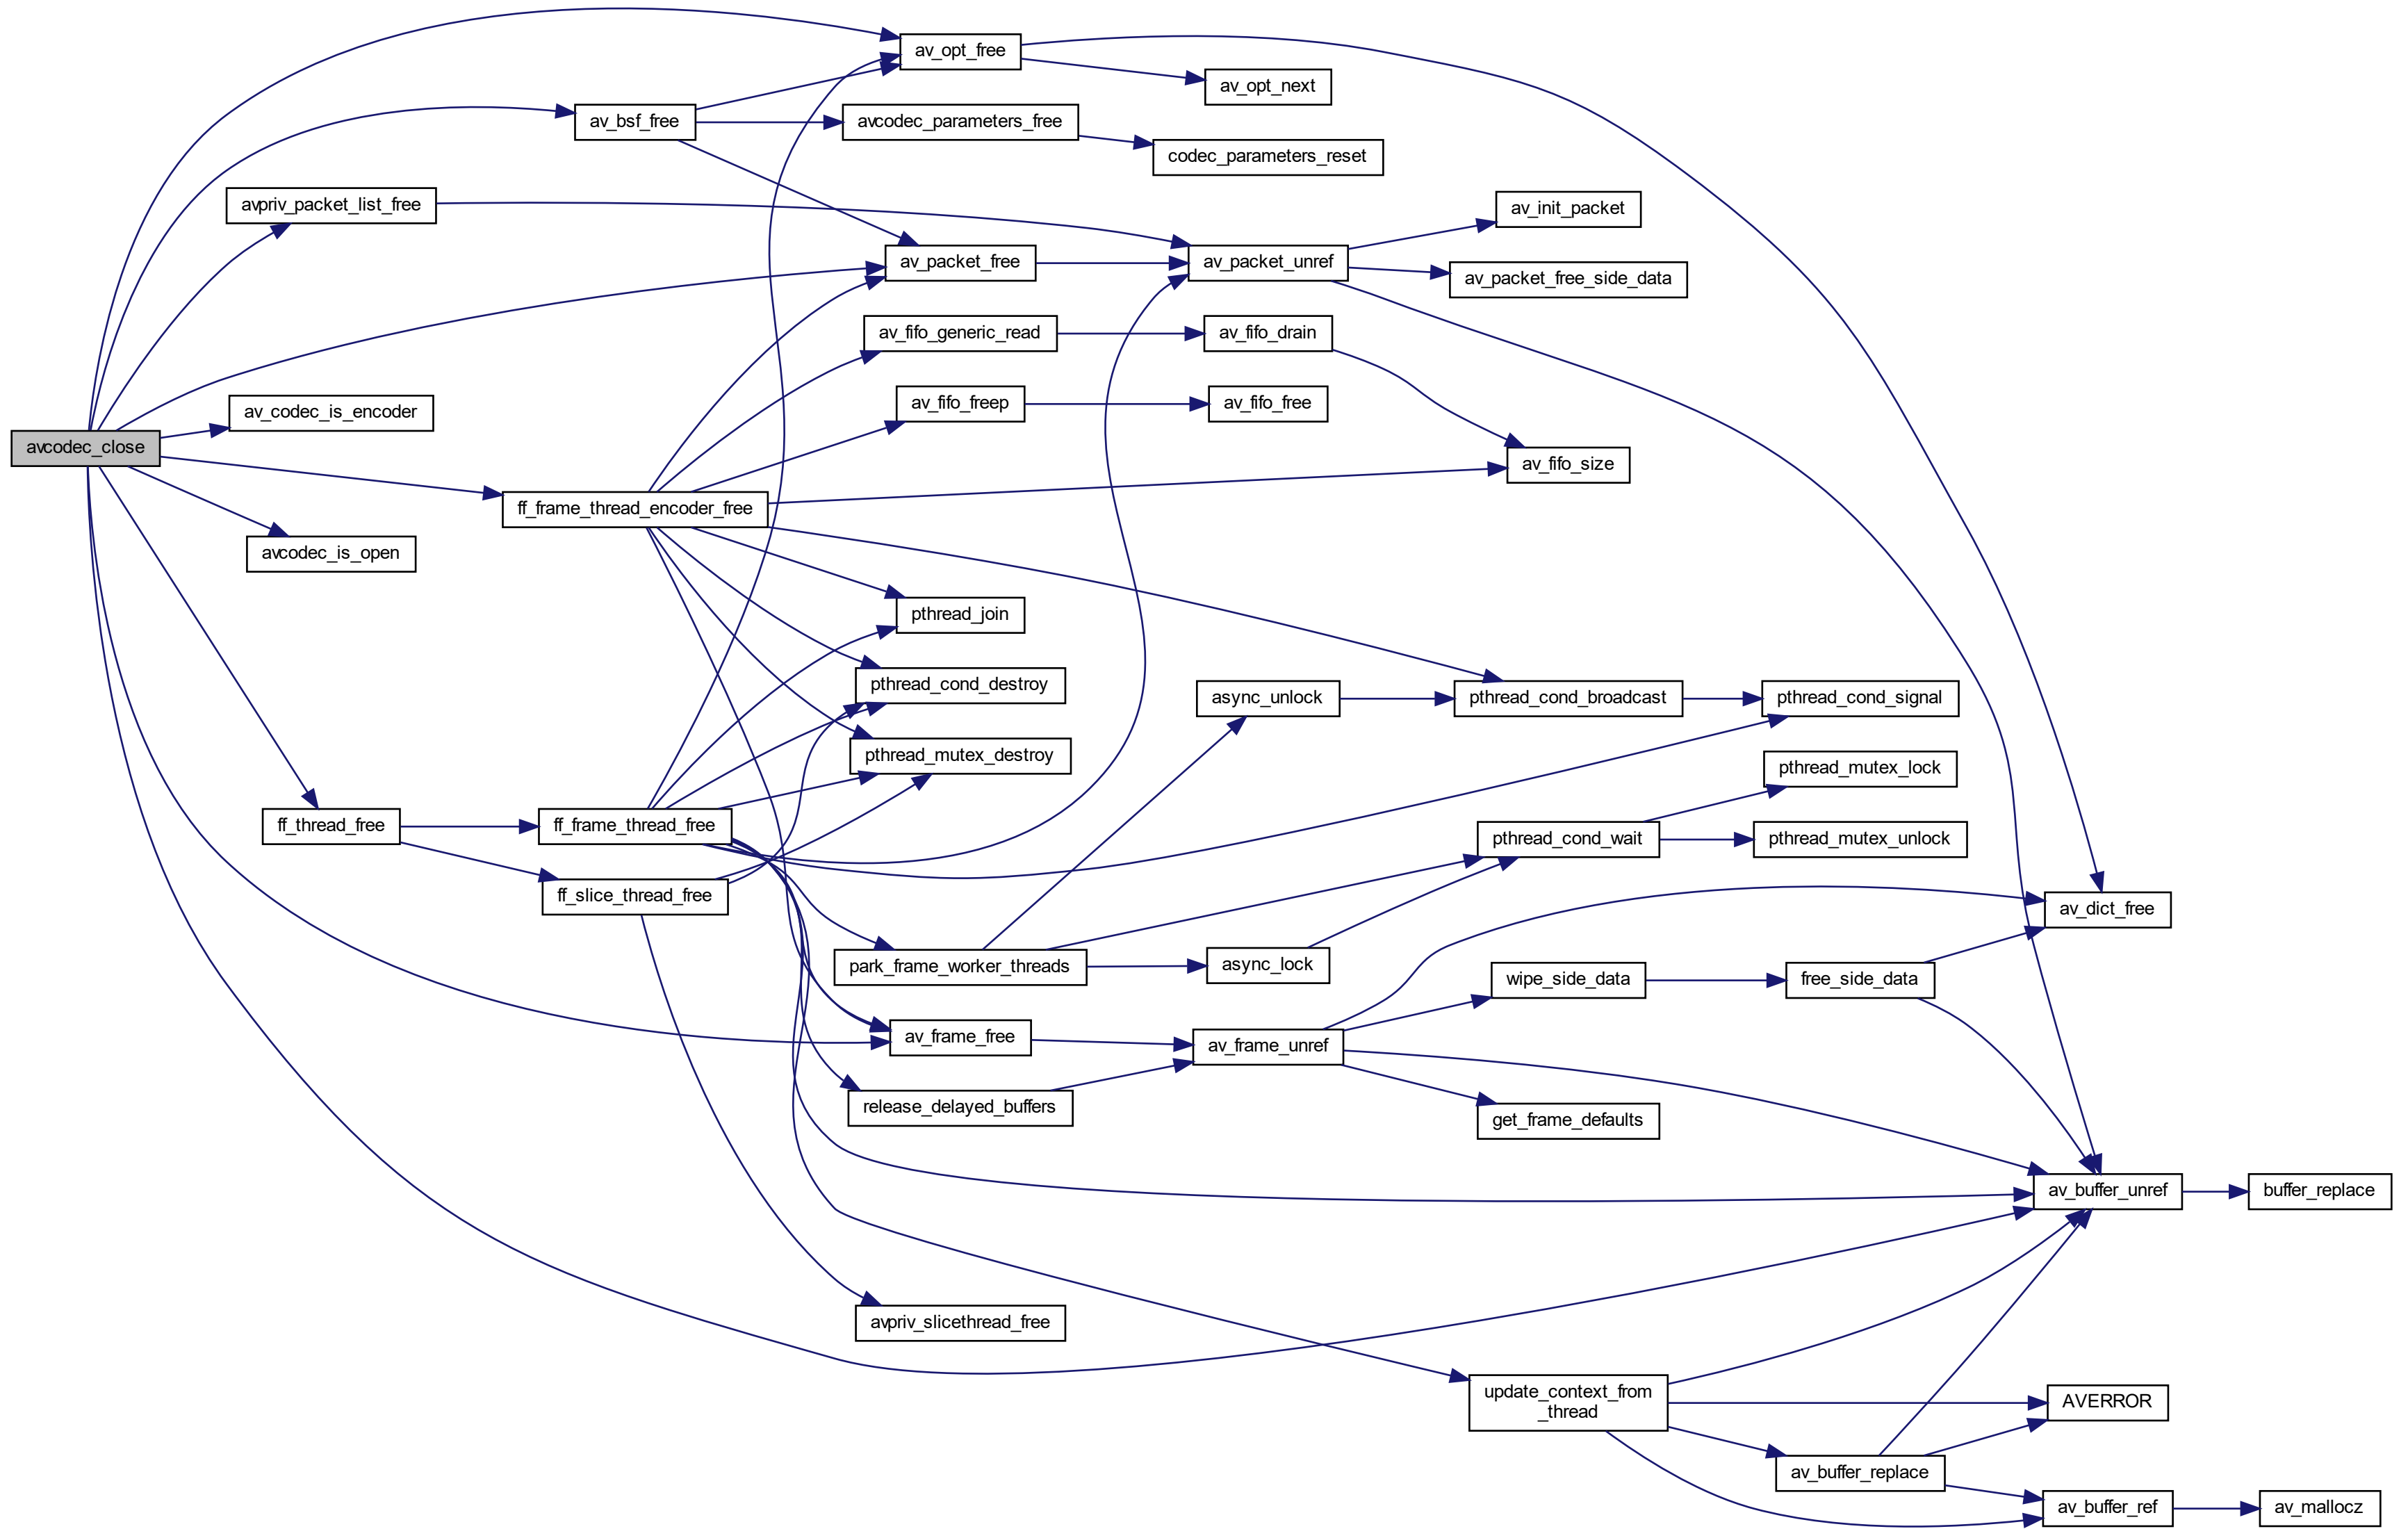 av_opt_free
av_opt_next
av_bsf_free
avcodec_parameters_free
codec_parameters_reset
avpriv_packet_list_free
av_init_packet
av_packet_free
av_packet_unref
av_packet_free_side_data
av_fifo_generic_read
av_fifo_drain
av_codec_is_encoder
av_fifo_freep
av_fifo_free
avcodec_close
av_fifo_size
ff_frame_thread_encoder_free
avcodec_is_open
pthread_join
pthread_cond_destroy
async_unlock
pthread_cond_broadcast
pthread_cond_signal
pthread_mutex_destroy
pthread_mutex_lock
ff_thread_free
ff_frame_thread_free
pthread_cond_wait
pthread_mutex_unlock
ff_slice_thread_free
av_dict_free
park_frame_worker_threads
async_lock
wipe_side_data
free_side_data
av_frame_free
av_frame_unref
release_delayed_buffers
get_frame_defaults
av_buffer_unref
buffer_replace
avpriv_slicethread_free
update_context_from
_thread
AVERROR
av_buffer_replace
av_buffer_ref
av_mallocz